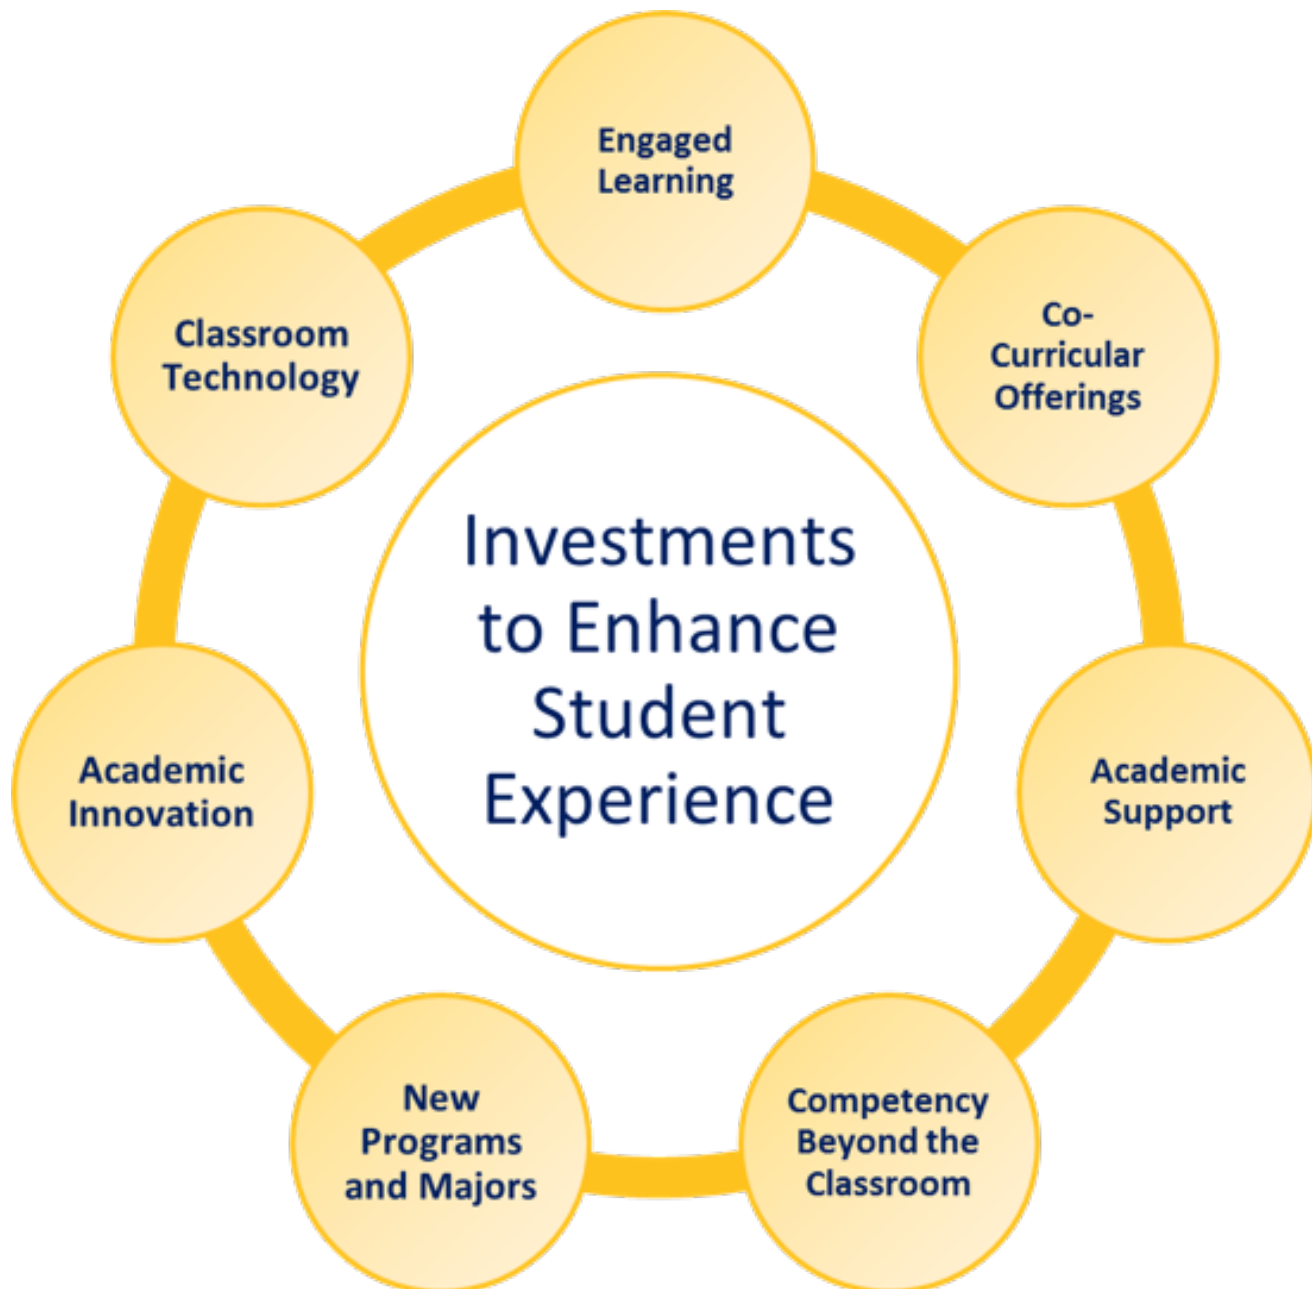 Engaged
Learning
Co-
Curricular
Offerings
Academic
Support
Competency
Beyond the
Classroom
New
Programs
and Majors
Academic
Innovation
Classroom
Technology
Investments
to Enhance
Student
Experience